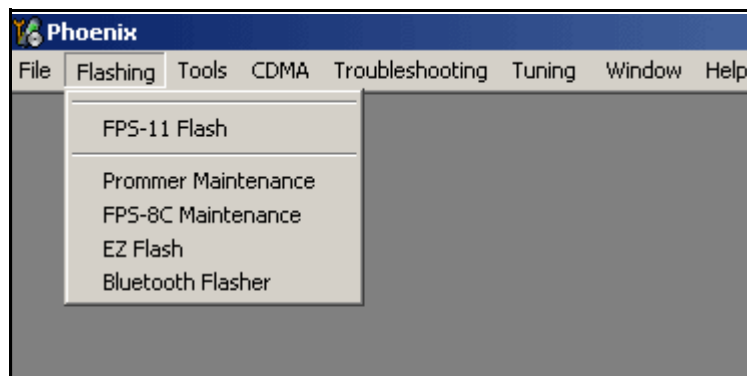 Phoenix
File Flashing Tools CDMA Troubleshooting Tuning Window Help
FPS-11 Flash
Prommer Maintenance
FPS-8C Maintenance
EZ Flash
Bluetooth Flasher